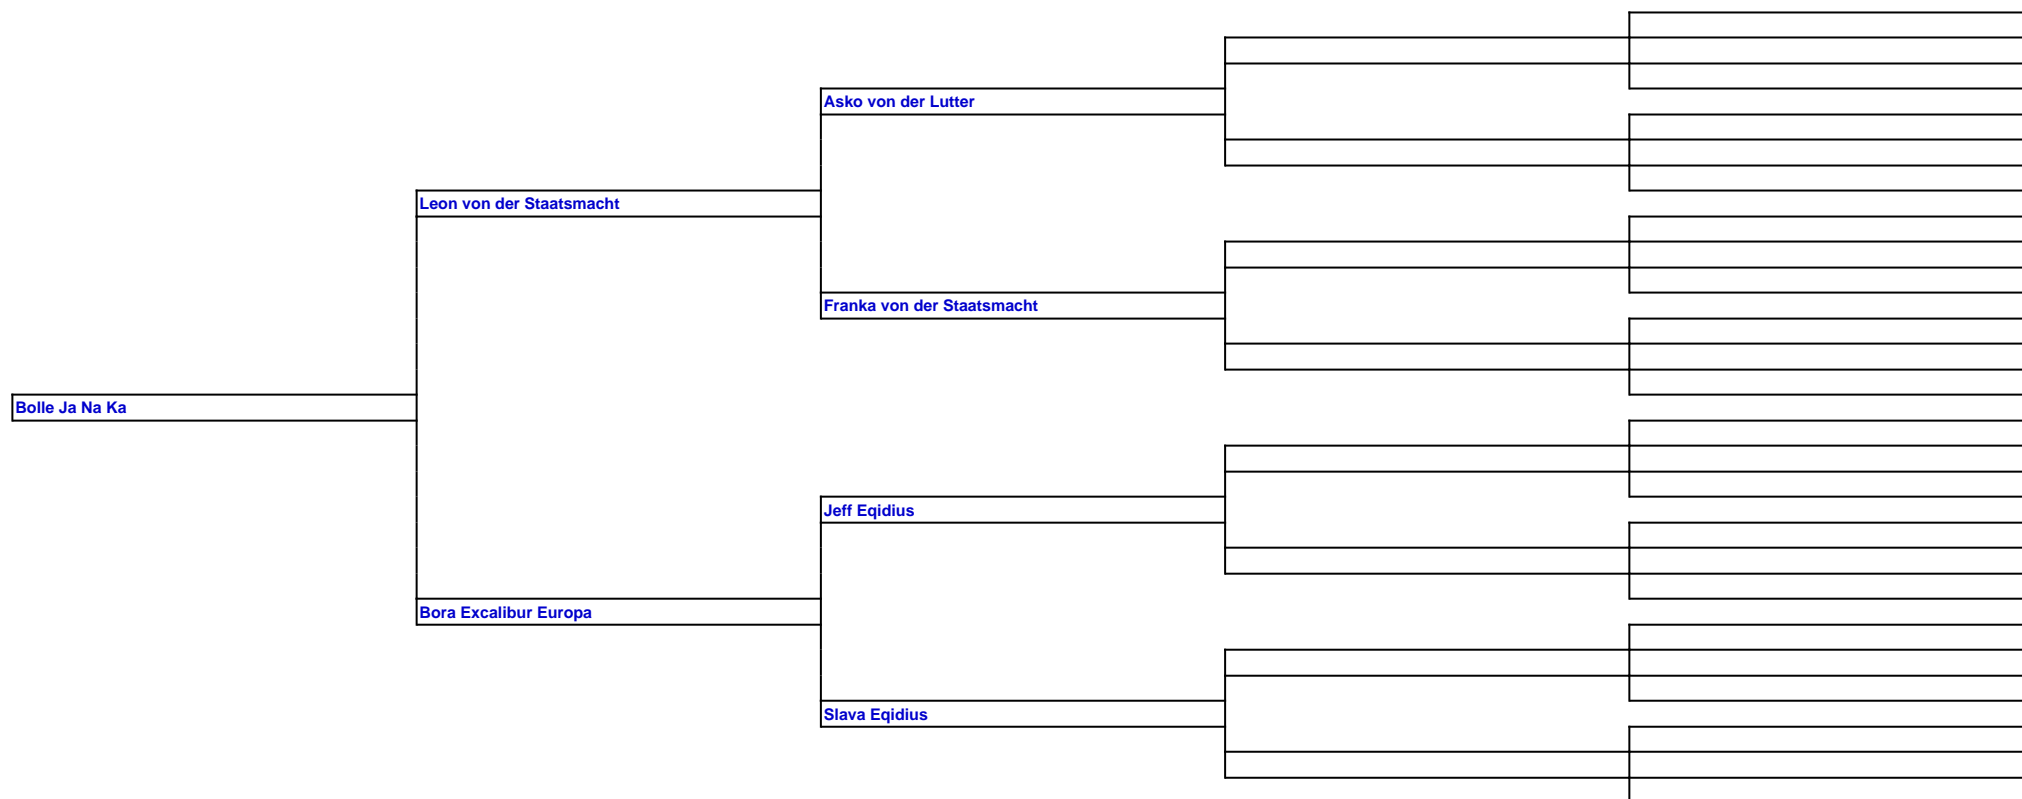 Asko von der Lutter
Leon von der Staatsmacht
Franka von der Staatsmacht
Bolle Ja Na Ka
Jeff Eqidius
Bora Excalibur Europa
Slava Eqidius